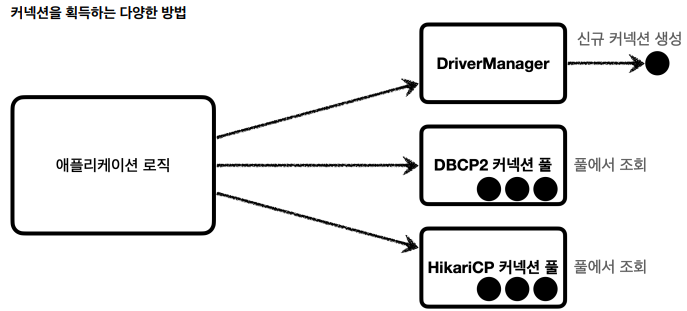 커넥션을 획득하는 다양한 방법
신규 커넥션 생성
DriverManager
애플리케이션 로직
DBCP2 커넥션 풀
풀에서 조회
HikariCP 커넥션 풀
풀에서 조회